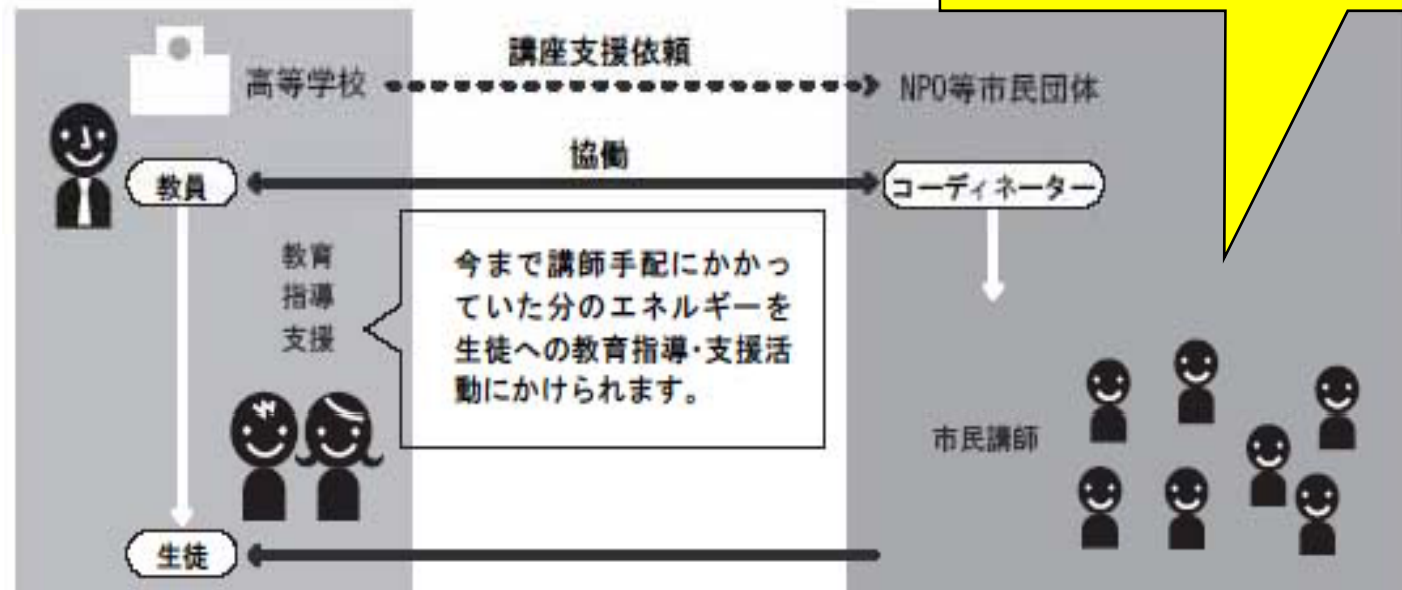 講座支援依頼
高等学校
NPO等市民団体
協働
教員
コーディネーター
教育
指導
支援
今まで講師手配にかかっ
ていた分のエネルギーを
生徒への教育指導・支援活
動にかけられます。
市民講師
生徒